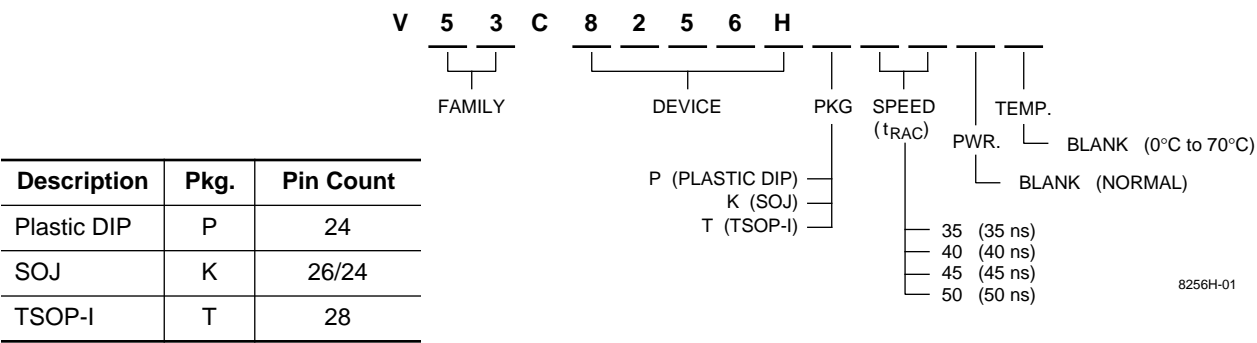 V 5 3 C 8 2 5 6 H
FAMILY DEVICE PKG SPEED TEMP.
(tRAC) PWR.
BLANK (0°C to 70°C)
BLANK (NORMAL)
P (PLASTIC DIP)
K (SOJ)
T (TSOP-I)
35 (35 ns)
40 (40 ns)
45 (45 ns)
50 (50 ns)
8256H-01
Description Pkg. Pin Count
Plastic DIP P 24
SOJ K 26/24
TSOP-I T 28